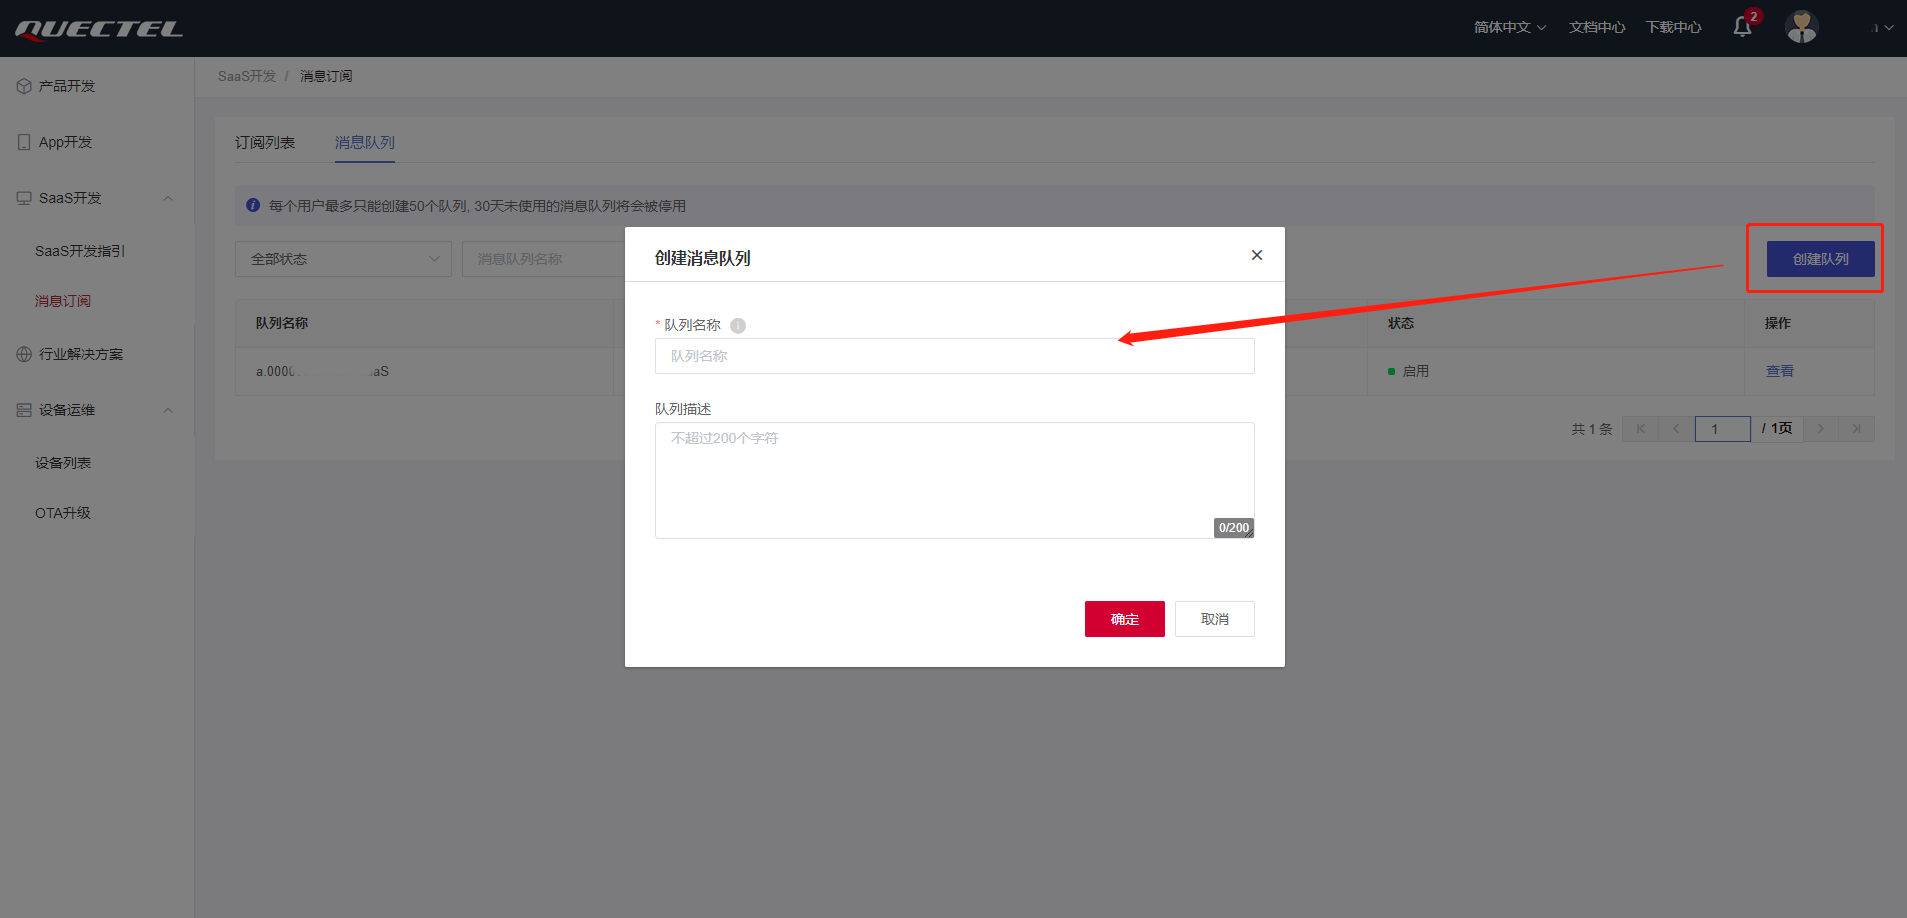 QUECTEL
简体中文
文档中心
下载中心
2
产品开发
App开发
SaaS开发
SaaS开发指引
消息订阅
行业解决方案
设备运维
设备列表
OTA升级
SaaS开发 / 消息订阅
订阅列表
消息队列
每个用户最多只能创建50个队列, 30天未使用的消息队列将会被停用
全部状态
消息队列名称
创建队列
队列名称
状态
操作
a.000
aaS
启用
查看
共 1 条
1
/ 1页
创建消息队列
* 队列名称
队列名称
队列描述
不超过200个字符
0/200
确定
取消